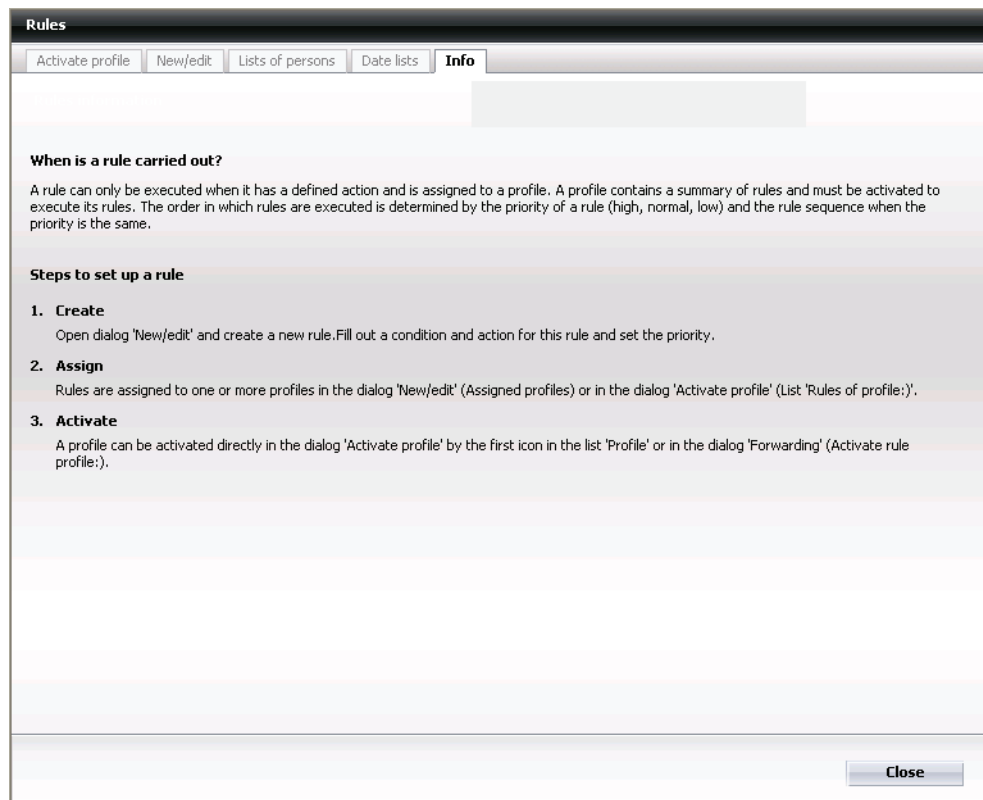 Rules
Activate profile New/edit Lists of persons Date lists Info
When is a rule carried out?
A rule can only be executed when it has a defined action and is assigned to a profile. A profile contains a summary of rules and must be activated to
execute its rules. The order in which rules are executed is determined by the priority of a rule (high, normal, low) and the rule sequence when the
priority is the same.
Steps to set up a rule
1. Create
Open dialog 'New/edit' and create a new rule.Fill out a condition and action for this rule and set the priority.
2. Assign
Rules are assigned to one or more profiles in the dialog 'New/edit' (Assigned profiles) or in the dialog 'Activate profile' (List 'Rules of profile:)'.
3. Activate
A profile can be activated directly in the dialog 'Activate profile' by the first icon in the list 'Profile' or in the dialog 'Forwarding' (Activate rule
profile:).
Close